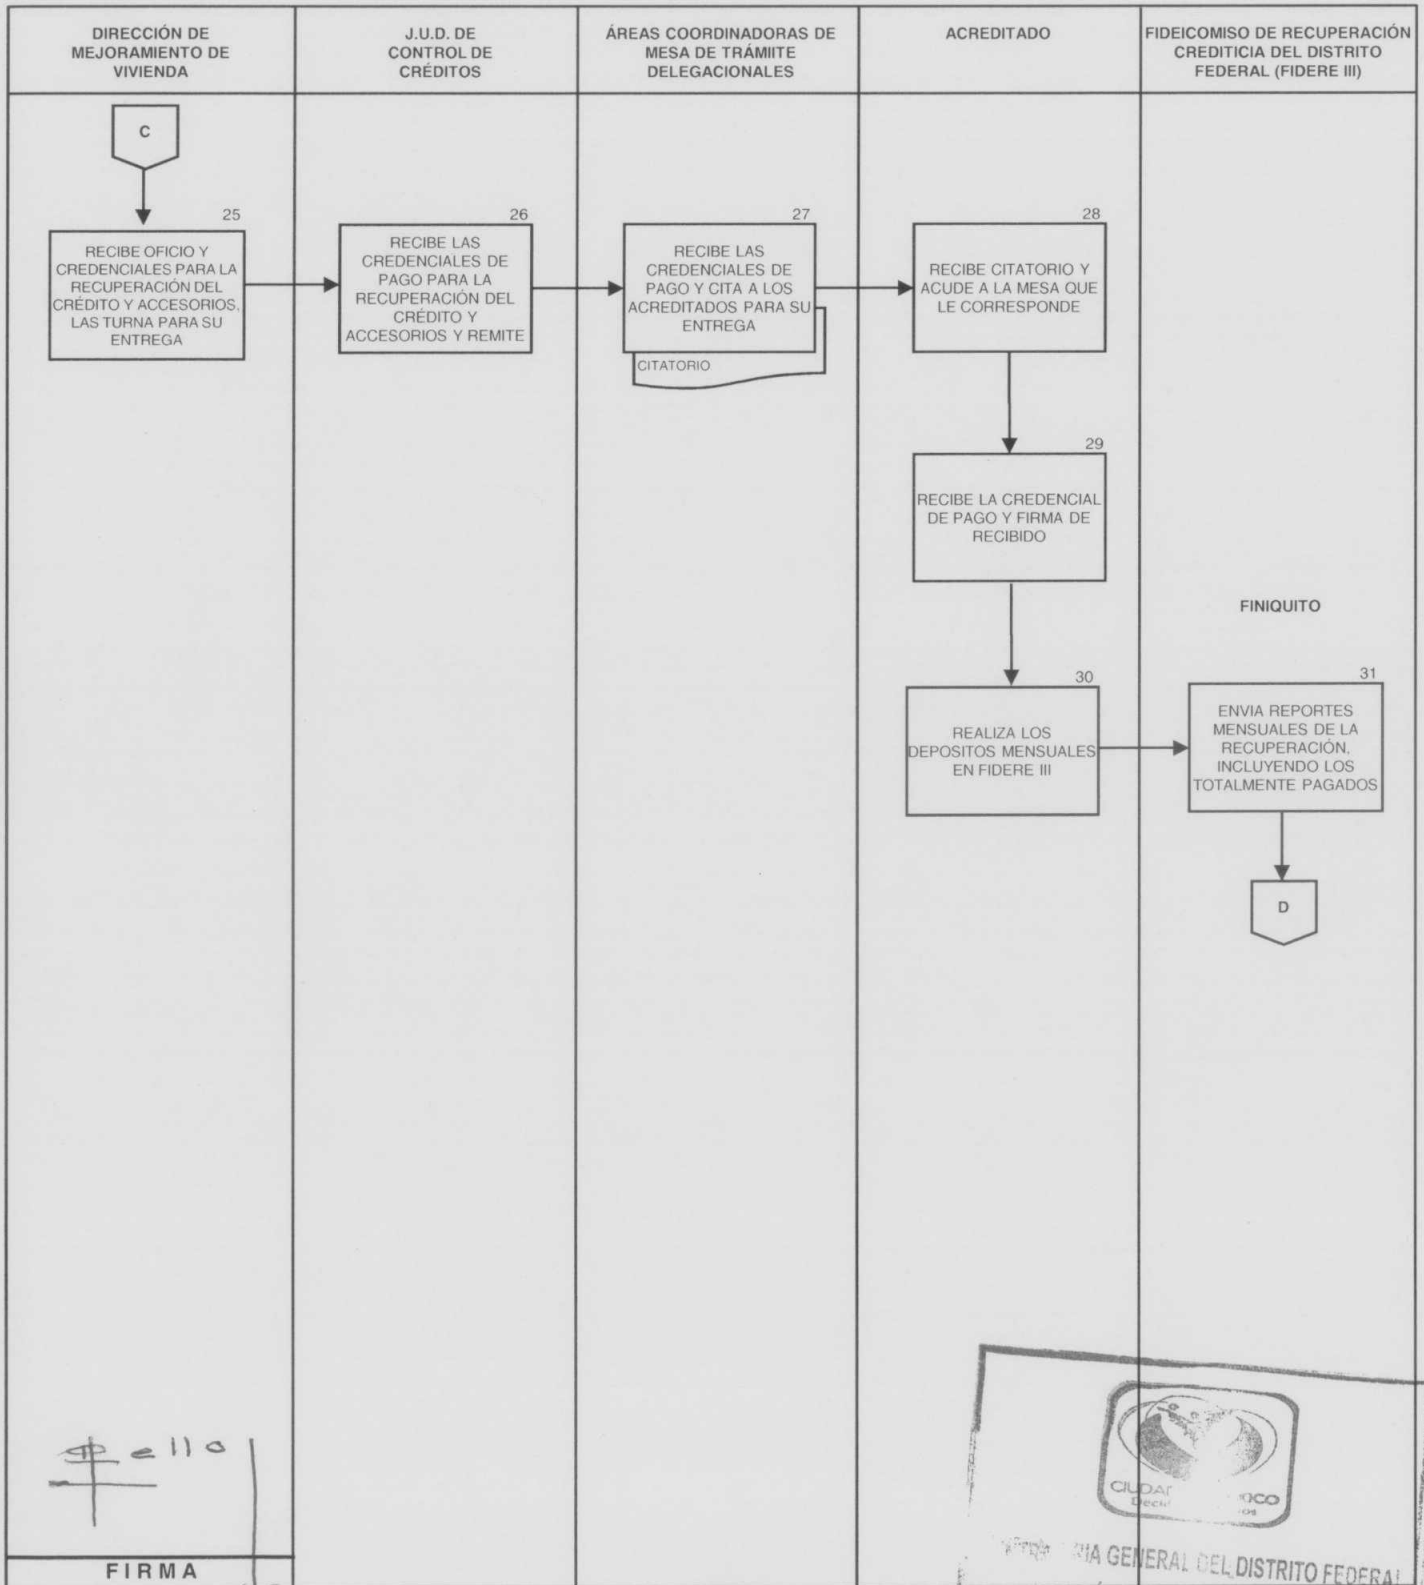 DIRECCIÓN DE
MEJORAMIENTO DE
VIVIENDA
J.U.D. DE
CONTROL DE
CRÉDITOS
ÁREAS COORDINADORAS DE
MESA DE TRÁMIITE
DELEGACIONALES
ACREDITADO
FIDEICOMISO DE RECUPERACIÓN
CREDITICIA DEL DISTRITO
FEDERAL (FIDERE III)
C
25
RECIBE OFICIO Y
CREDENCIALES PARA LA
RECUPERACIÓN DEL
CRÉDITO Y ACCESORIOS,
LAS TURNA PARA SU
ENTREGA
26
RECIBE LAS
CREDENCIALES DE
PAGO PARA LA
RECUPERACIÓN DEL
CRÉDITO Y
ACCESORIOS Y REMITE
27
RECIBE LAS
CREDENCIALES DE
PAGO Y CITA A LOS
ACREDITADOS PARA SU
ENTREGA
CITATORIO
28
RECIBE CITATORIO Y
ACUDE A LA MESA QUE
LE CORRESPONDE
29
RECIBE LA CREDENCIAL
DE PAGO Y FIRMA DE
RECIBIDO
30
REALIZA LOS
DEPOSITOS MENSUALES
EN FIDERE III
FINIQUITO
31
ENVIA REPORTES
MENSUALES DE LA
RECUPERACIÓN,
INCLUYENDO LOS
TOTALMENTE PAGADOS
D
FIRMA
GENERAL DEL DISTRITO FEDERAL